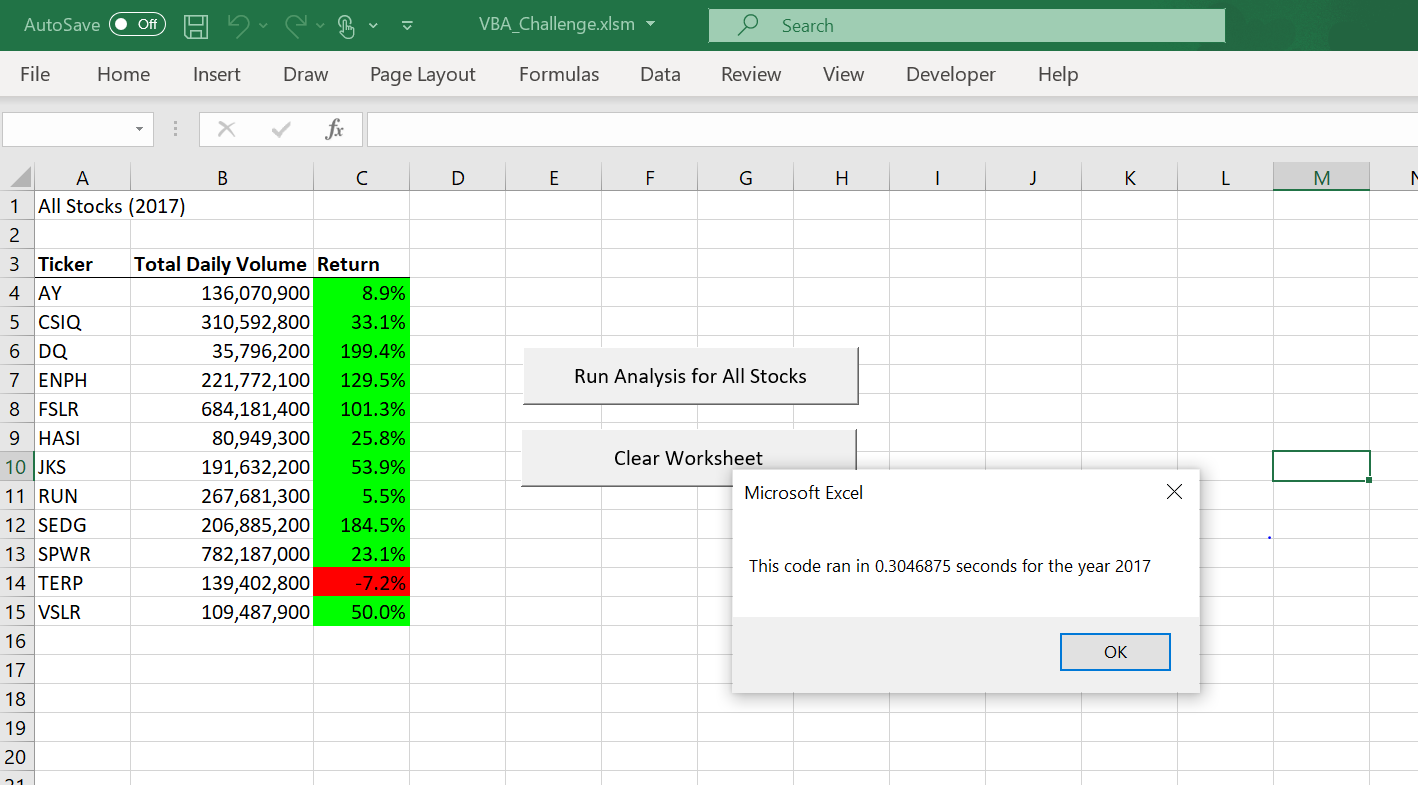 AutoSave Off VBA_Challenge.xlsm Search
File Home Insert Draw Page Layout Formulas Data Review View Developer Help
fx
A B C D E F G H I J K L M N
1 All Stocks (2017)
2
3 Ticker Total Daily Volume Return
4 AY 136,070,900 8.9%
5 CSIQ 310,592,800 33.1%
6 DQ 35,796,200 199.4%
7 ENPH 221,772,100 129.5%
8 FSLR 684,181,400 101.3%
9 HASI 80,949,300 25.8%
10 JKS 191,632,200 53.9%
11 RUN 267,681,300 5.5%
12 SEDG 206,885,200 184.5%
13 SPWR 782,187,000 23.1%
14 TERP 139,402,800 -7.2%
15 VSLR 109,487,900 50.0%
16
17
18
19
20
21
Run Analysis for All Stocks
Clear Worksheet
Microsoft Excel
This code ran in 0.3046875 seconds for the year 2017
OK